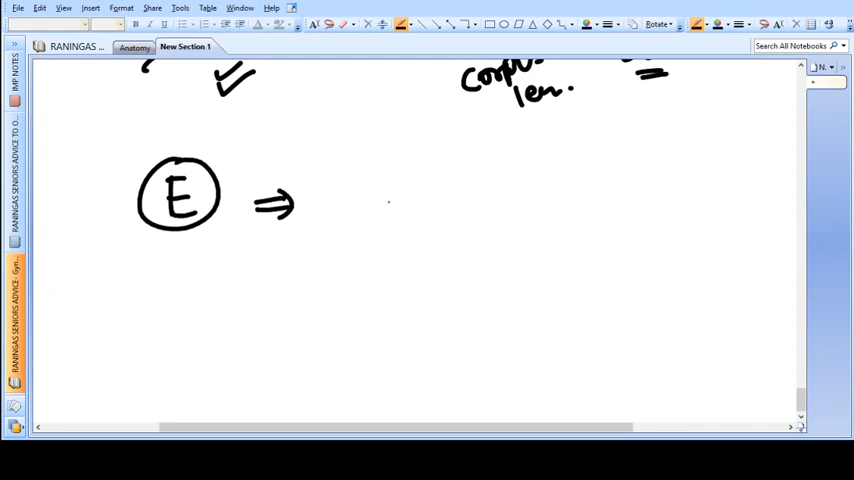 File Edit View Insert Format Share Tools Table Window Help
B I U A Rotate
RANINGAS Anatomy New Section 1 Search All Notebooks
N.
IMP NOTES
RANINGAS SENIORS ADVICE TO O
RANINGAS SENIORS ADVICE- Gyn
len.
E ⇒